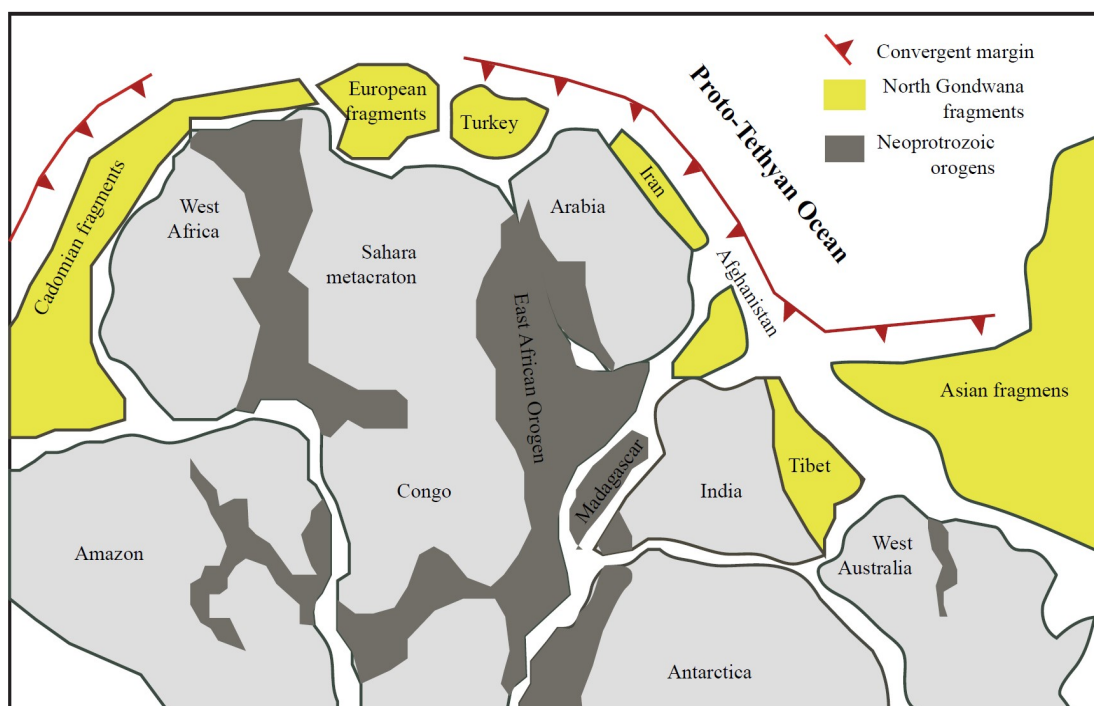 Convergent margin
North Gondwana
fragments
Neoprotrozoic
orogens
Proto-Tethyan Ocean
European
fragments
Turkey
Iran
Arabia
West
Africa
Cadomian fragments
Sahara
metacraton
Afghanistan
East African Orogen
Asian fragmens
Madagascar
India
Tibet
Congo
Amazon
West
Australia
Antarctica